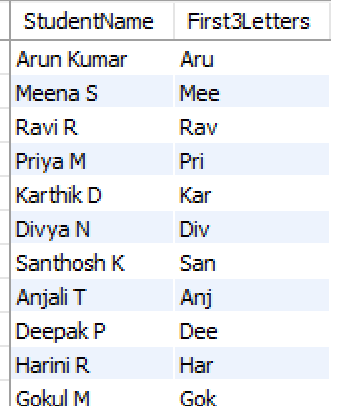 StudentName First3Letters
Arun Kumar Aru
Meena S Mee
Ravi R Rav
Priya M Pri
Karthik D Kar
Divya N Div
Santhosh K San
Anjali T Anj
Deepak P Dee
Harini R Har
Gokul M Gok